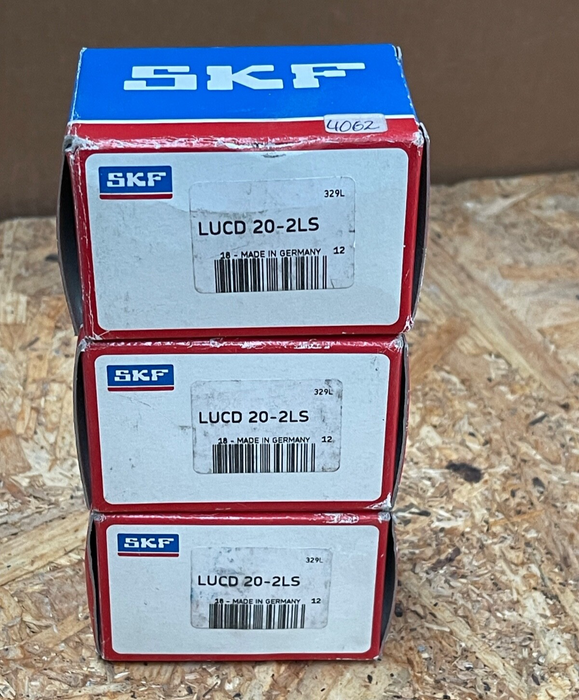 SKF
4062
SKF
329L
LUCD 20-2LS
18 - MADE IN GERMANY 12
SKF
329L
LUCD 20-2LS
18 - MADE IN GERMANY 12
SKF
329L
LUCD 20-2LS
18 - MADE IN GERMANY 12